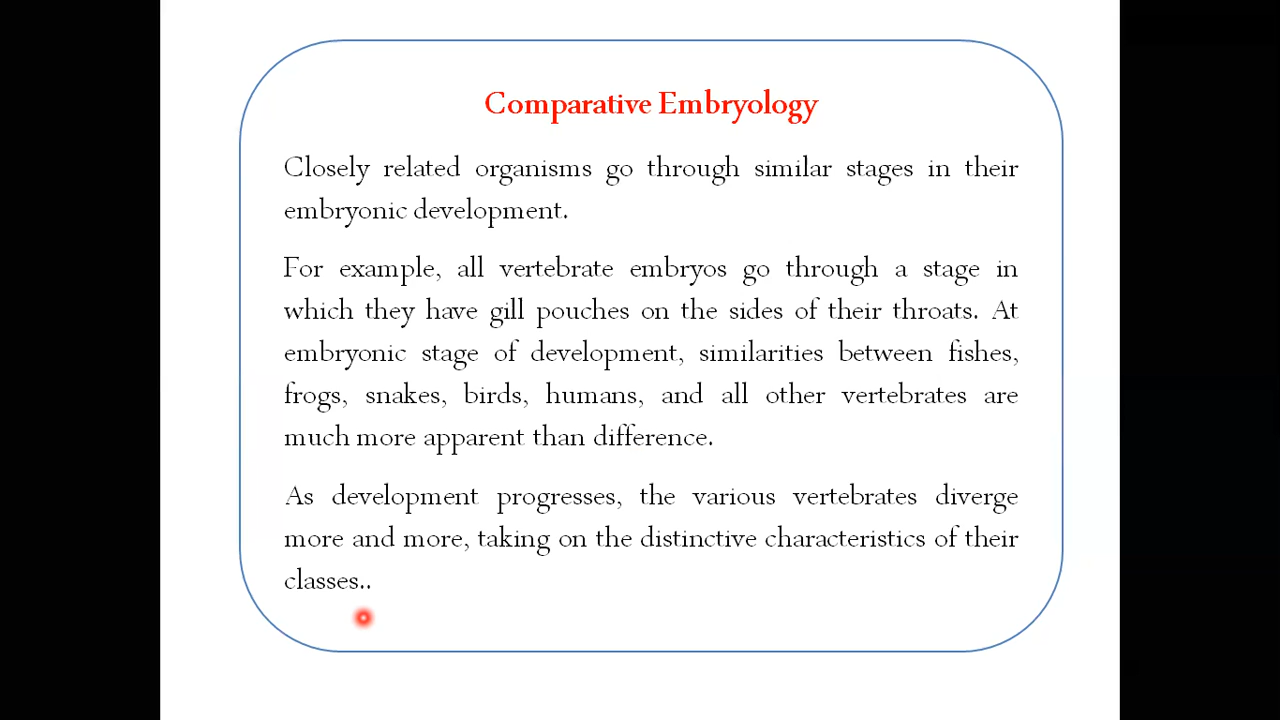 Comparative Embryology
Closely related organisms go through similar stages in their
embryonic development.
For example, all vertebrate embryos go through a stage in
which they have gill pouches on the sides of their throats. At
embryonic stage of development, similarities between fishes,
frogs, snakes, birds, humans, and all other vertebrates are
much more apparent than difference.
As development progresses, the various vertebrates diverge
more and more, taking on the distinctive characteristics of their
classes..